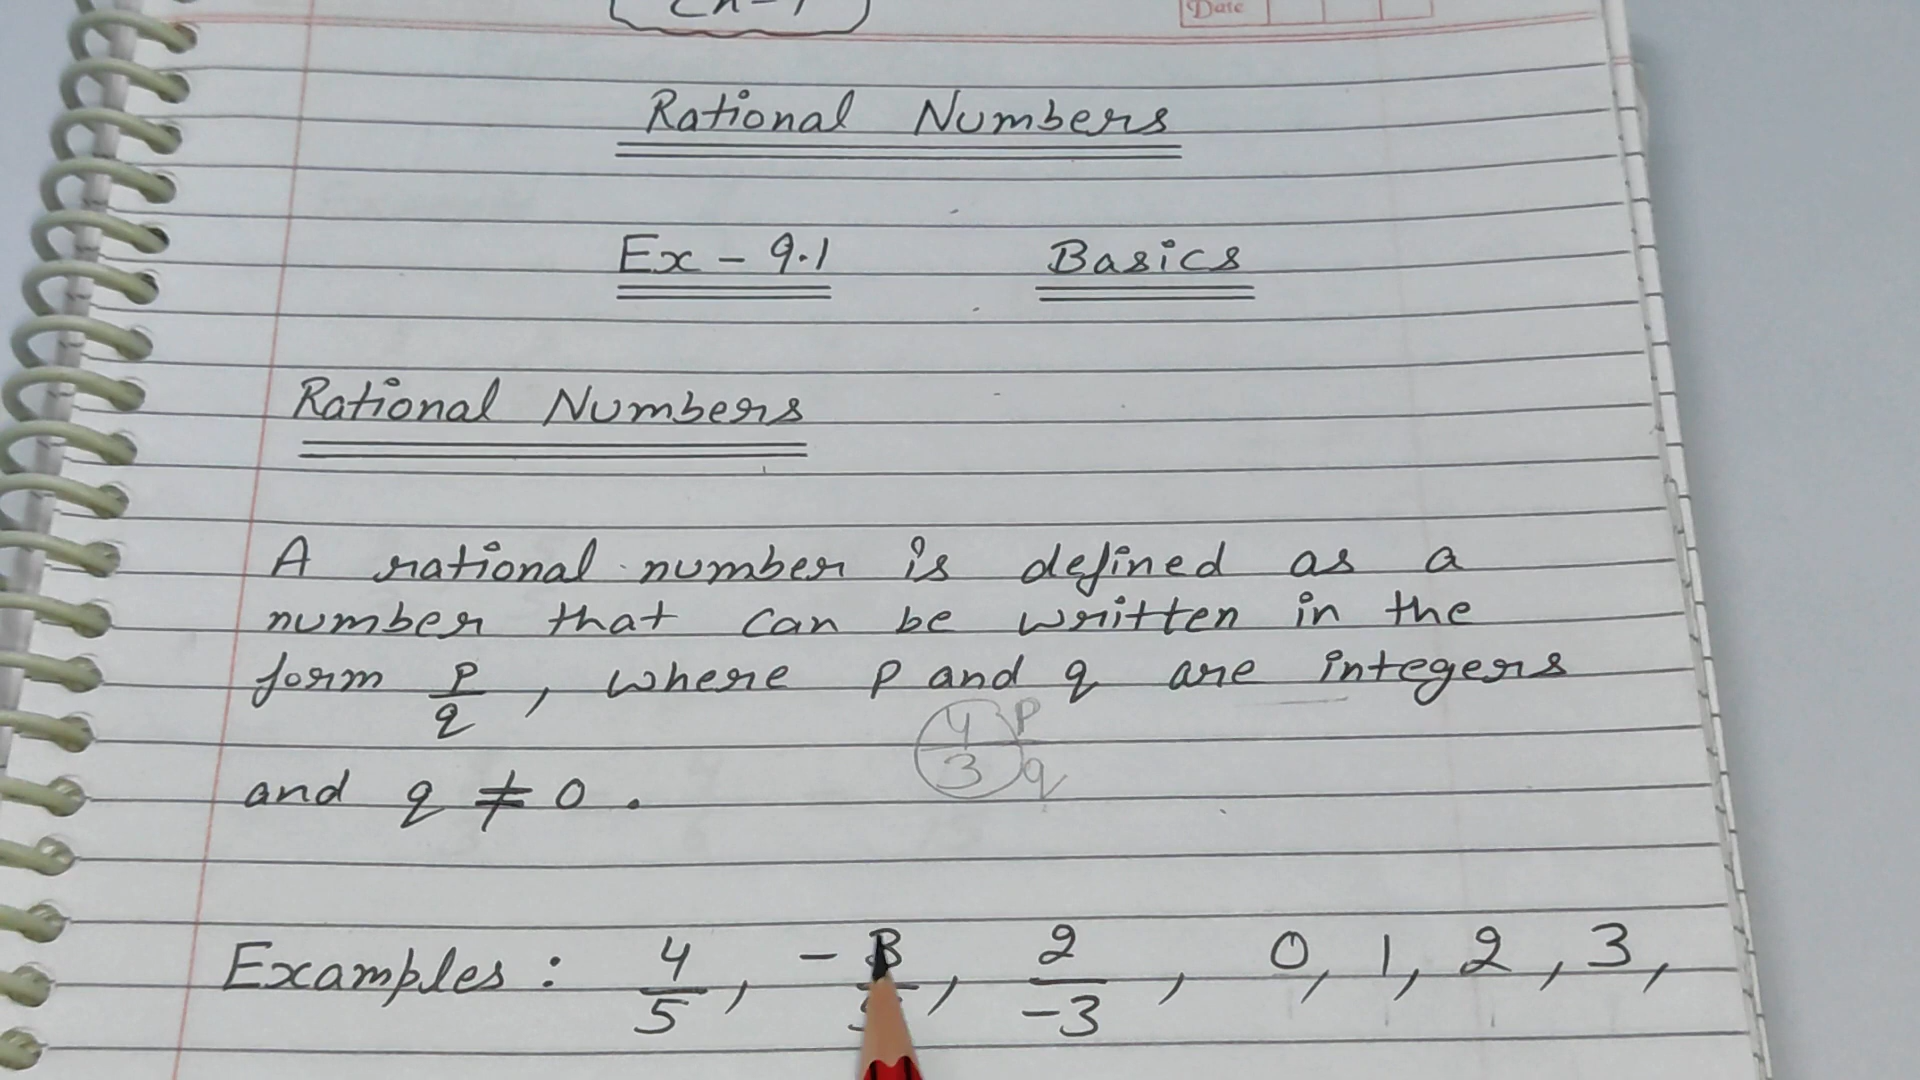 Date
Rational Numbers
Ex - 9.1 Basics
Rational Numbers
A rational number is defined as a
number that can be written in the
form p/q , where p and q are integers
4/3 p/q
and q ≠ 0 .
Examples : 4/5 , - 2/-3 , 0, 1, 2, 3,